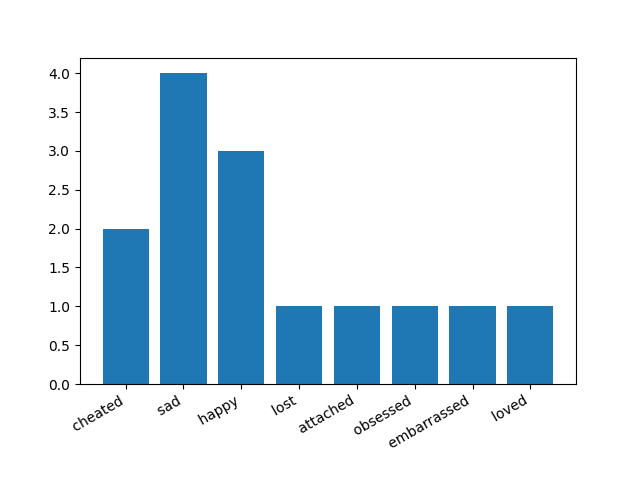 4.0
3.5
3.0
2.5
2.0
1.5
1.0
0.5
0.0
cheated
sad
happy
lost
attached
obsessed
embarrassed
loved